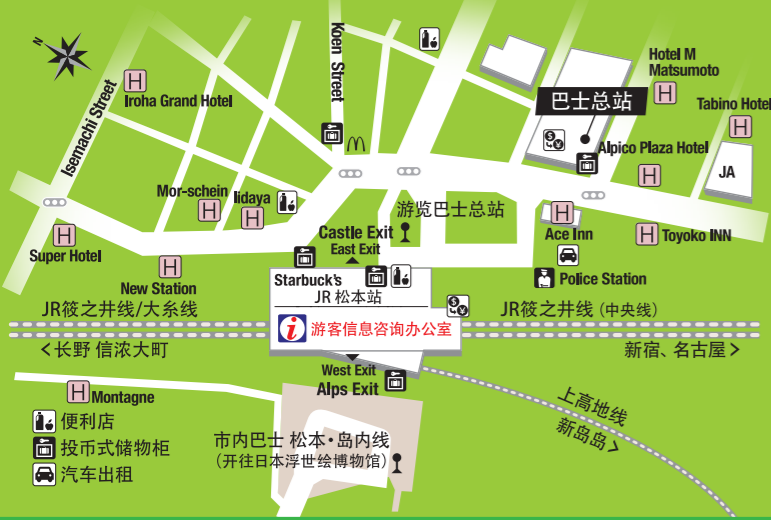 N
Koen Street
Hotel M
Matsumoto
Iroha Grand Hotel
Isemachi Street
巴士总站
Tabino Hotel
Alpico Plaza Hotel
JA
Mor-schein
Iidaya
游览巴士总站
Castle Exit
East Exit
Ace Inn
Toyoko INN
Super Hotel
New Station
Starbuck's
JR 松本站
Police Station
JR筱之井线/大糸线
游客信息咨询办公室
JR筱之井线 (中央线)
<长野 信浓大町
新宿、名古屋>
West Exit
Alps Exit
Montagne
上高地线
新岛岛>
便利店
投币式储物柜
汽车出租
市内巴士 松本·岛内线
(开往日本浮世绘博物馆)